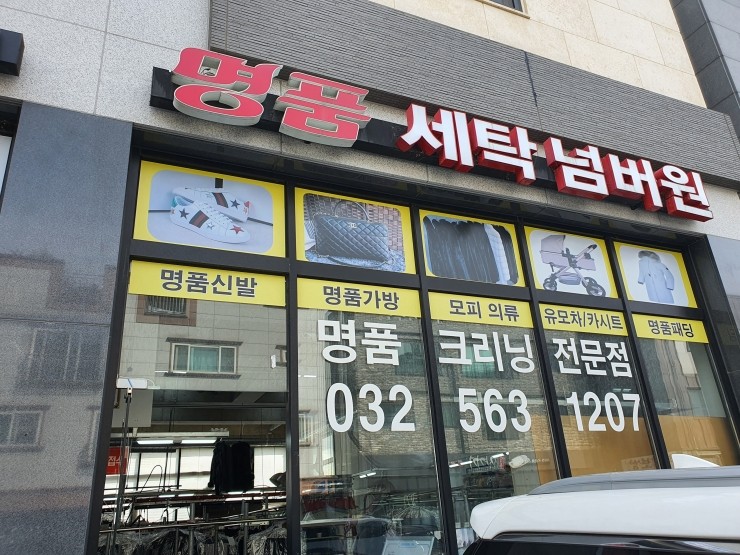 명품 세탁 넘버원
명품신발 명품가방 모피 의류 유모차/카시트 명품패딩
명품 크리닝 전문점
032 563 1207
접수